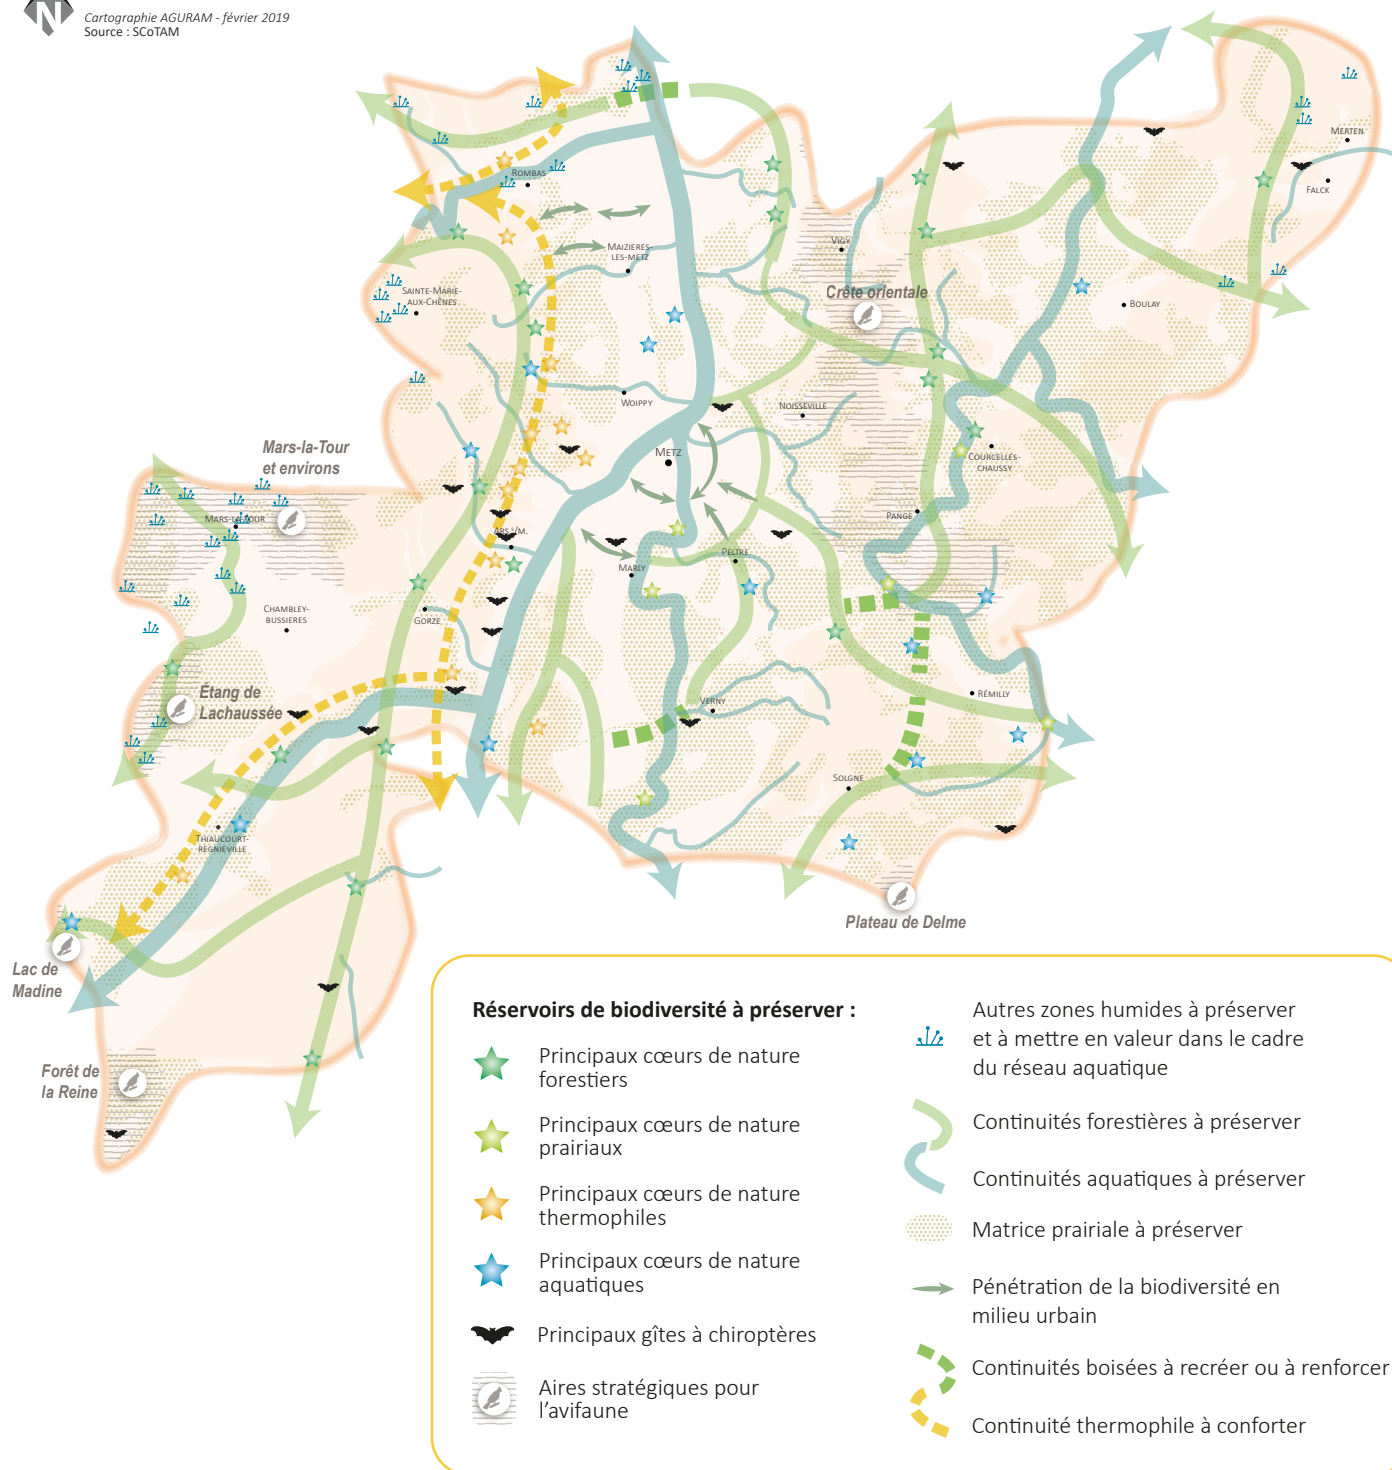 N
Cartographie AGURAM - février 2019
Source : SCoTAM
MERTEN
FALCK
ROMBAS
VIGY
MAIZIERES-
LES-METZ
SAINTE-MARIE-
AUX-CHÊNES
Crête orientale
BOULAY
WOIPPY
NOISSEVILLE
Mars-la-Tour
et environs
METZ
COURCELLES-
CHAUSSY
MARS-LA-TOUR
PANGE
ARS S/M.
PELTRE
MARLY
CHAMBLEY-
BUSSIERES
GORZE
Étang de
Lachaussée
RÉMILLY
VERNY
SOLGNE
THIAUCOURT-
REGNIÉVILLE
Plateau de Delme
Lac de
Madine
Forêt de
la Reine
Réservoirs de biodiversité à préserver :
Principaux cœurs de nature
forestiers
Principaux cœurs de nature
prairiaux
Principaux cœurs de nature
thermophiles
Principaux cœurs de nature
aquatiques
Principaux gîtes à chiroptères
Aires stratégiques pour
l'avifaune
Autres zones humides à préserver
et à mettre en valeur dans le cadre
du réseau aquatique
Continuités forestières à préserver
Continuités aquatiques à préserver
Matrice prairiale à préserver
Pénétration de la biodiversité en
milieu urbain
Continuités boisées à recréer ou à renforcer
Continuité thermophile à conforter